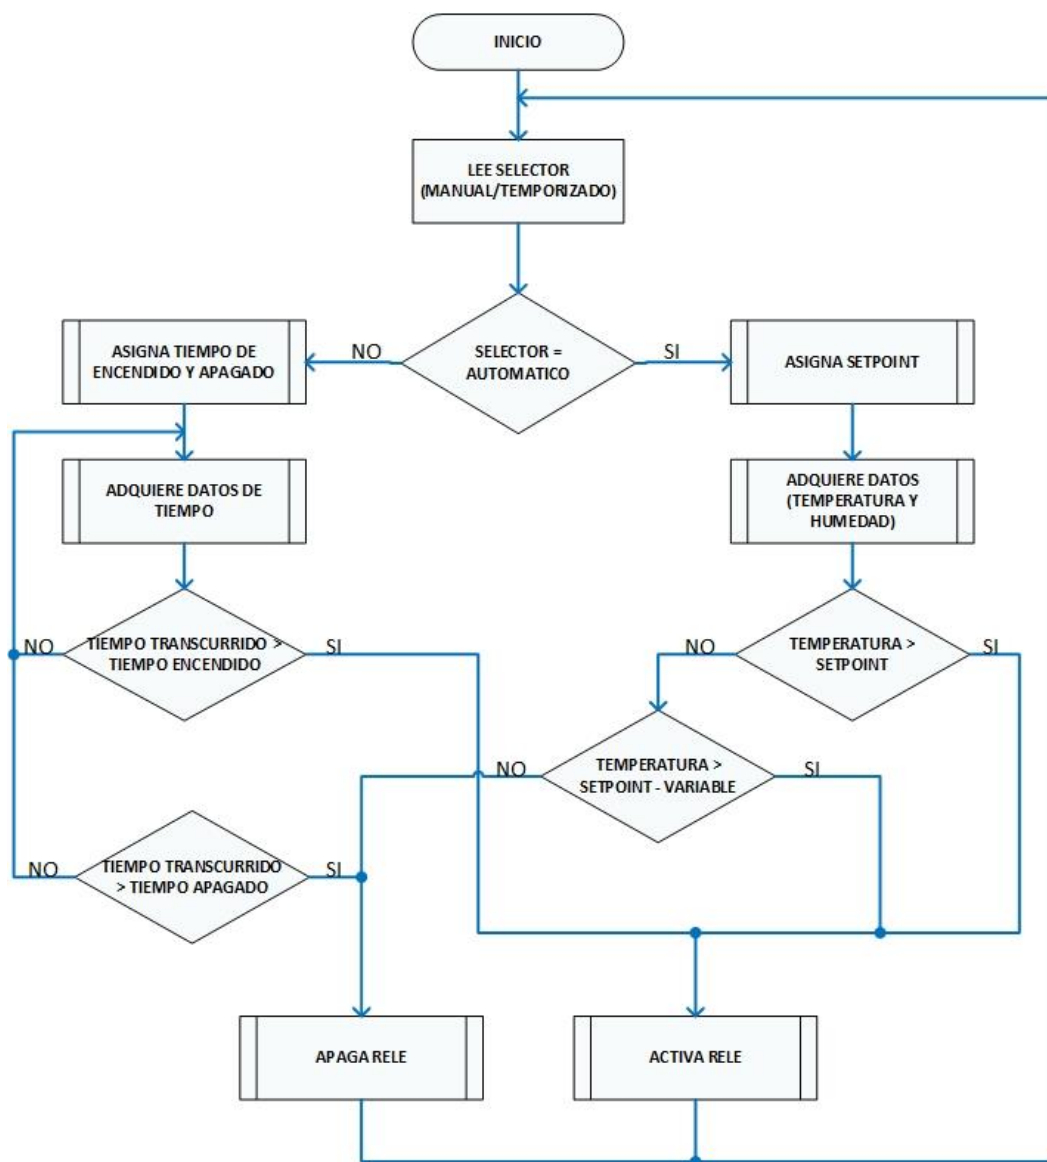 INICIO
LEE SELECTOR
(MANUAL/TEMPORIZADO)
SELECTOR =
AUTOMATICO
NO
SI
ASIGNA TIEMPO DE
ENCENDIDO Y APAGADO
ASIGNA SETPOINT
ADQUIERE DATOS DE
TIEMPO
ADQUIERE DATOS
(TEMPERATURA Y
HUMEDAD)
NO
TIEMPO TRANSCURRIDO >
TIEMPO ENCENDIDO
SI
NO
TEMPERATURA >
SETPOINT
SI
NO
TEMPERATURA >
SETPOINT - VARIABLE
SI
NO
TIEMPO TRANSCURRIDO
> TIEMPO APAGADO
SI
APAGA RELE
ACTIVA RELE